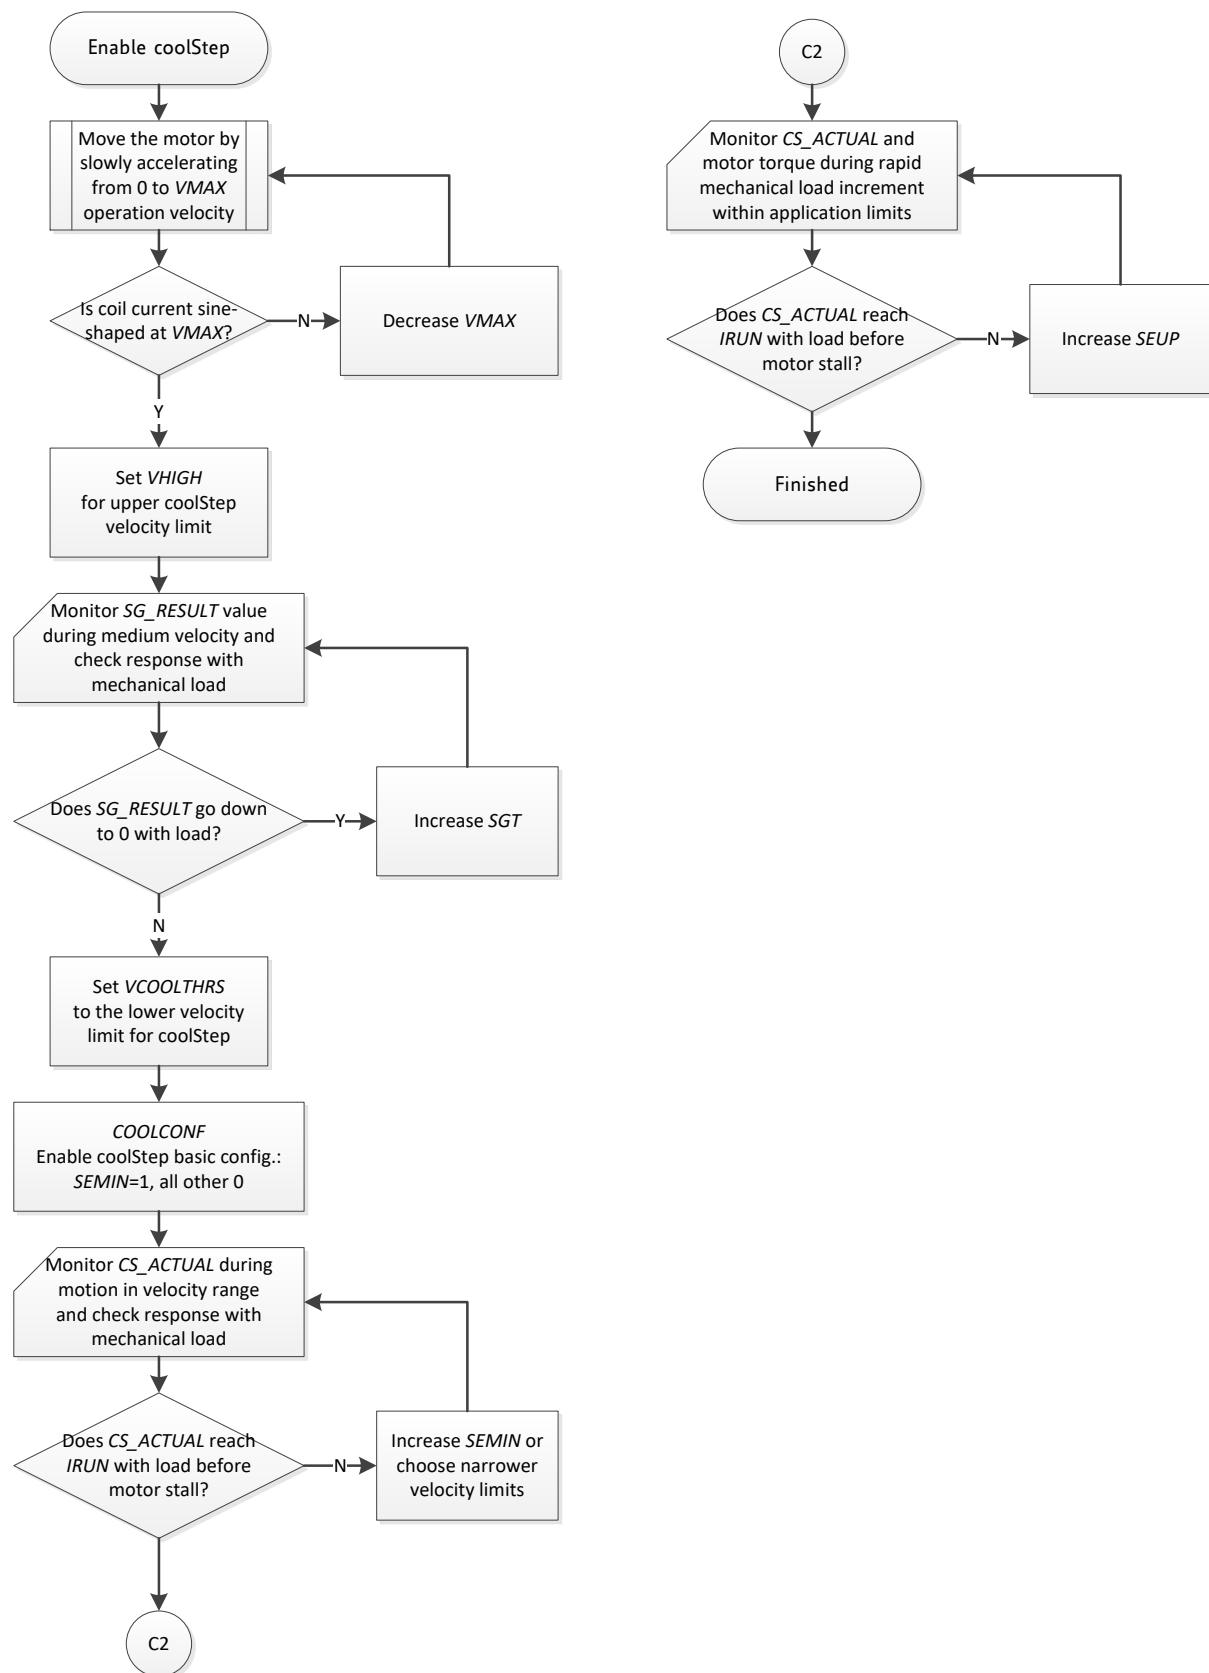 Enable coolStep
Move the motor by
slowly accelerating
from 0 to VMAX
operation velocity
Is coil current sine-
shaped at VMAX?
N
Decrease VMAX
Y
Set VHIGH
for upper coolStep
velocity limit
Monitor SG_RESULT value
during medium velocity and
check response with
mechanical load
Does SG_RESULT go down
to 0 with load?
Y
Increase SGT
N
Set VCOOLTHRS
to the lower velocity
limit for coolStep
COOLCONF
Enable coolStep basic config.:
SEMIN=1, all other 0
Monitor CS_ACTUAL during
motion in velocity range
and check response with
mechanical load
Does CS_ACTUAL reach
IRUN with load before
motor stall?
N
Increase SEMIN or
choose narrower
velocity limits
C2
C2
Monitor CS_ACTUAL and
motor torque during rapid
mechanical load increment
within application limits
Does CS_ACTUAL reach
IRUN with load before
motor stall?
N
Increase SEUP
Finished